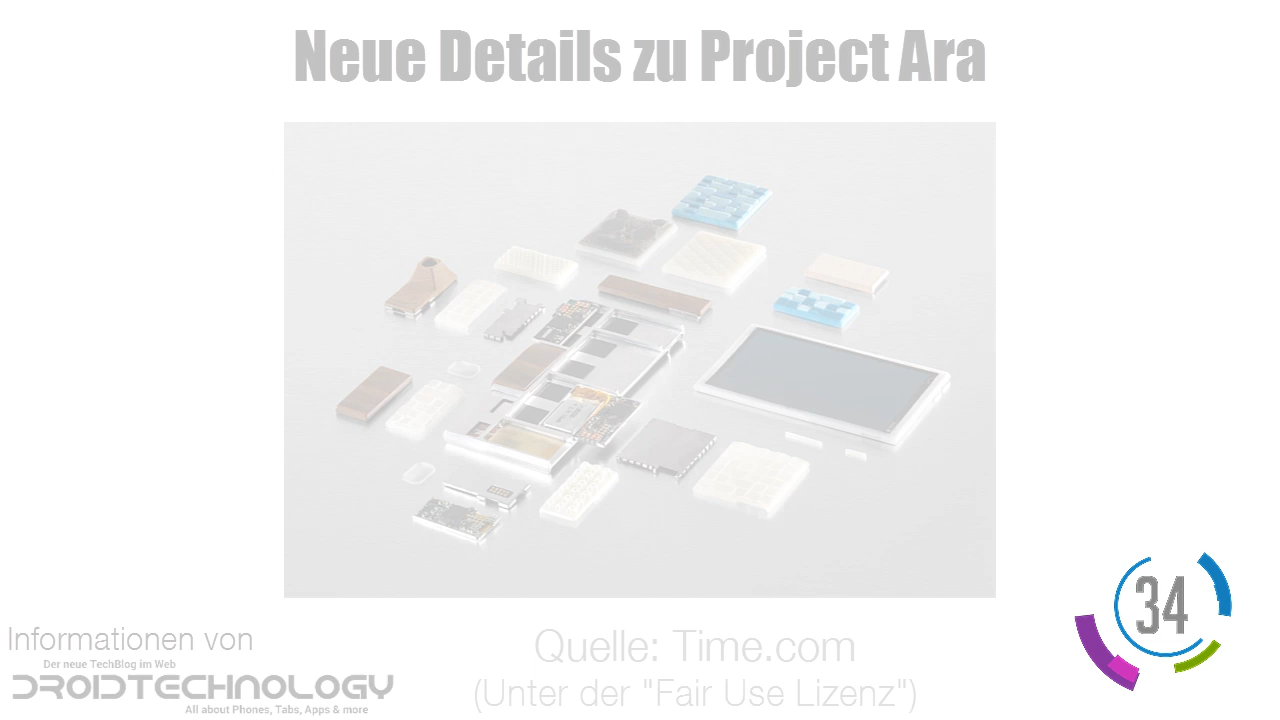 Neue Details zu Project Ara
34
Informationen von
Der neue TechBlog im Web
DROIDTECHNOLOGY
All about Phones, Tabs, Apps & more
Quelle: Time.com
(Unter der "Fair Use Lizenz")